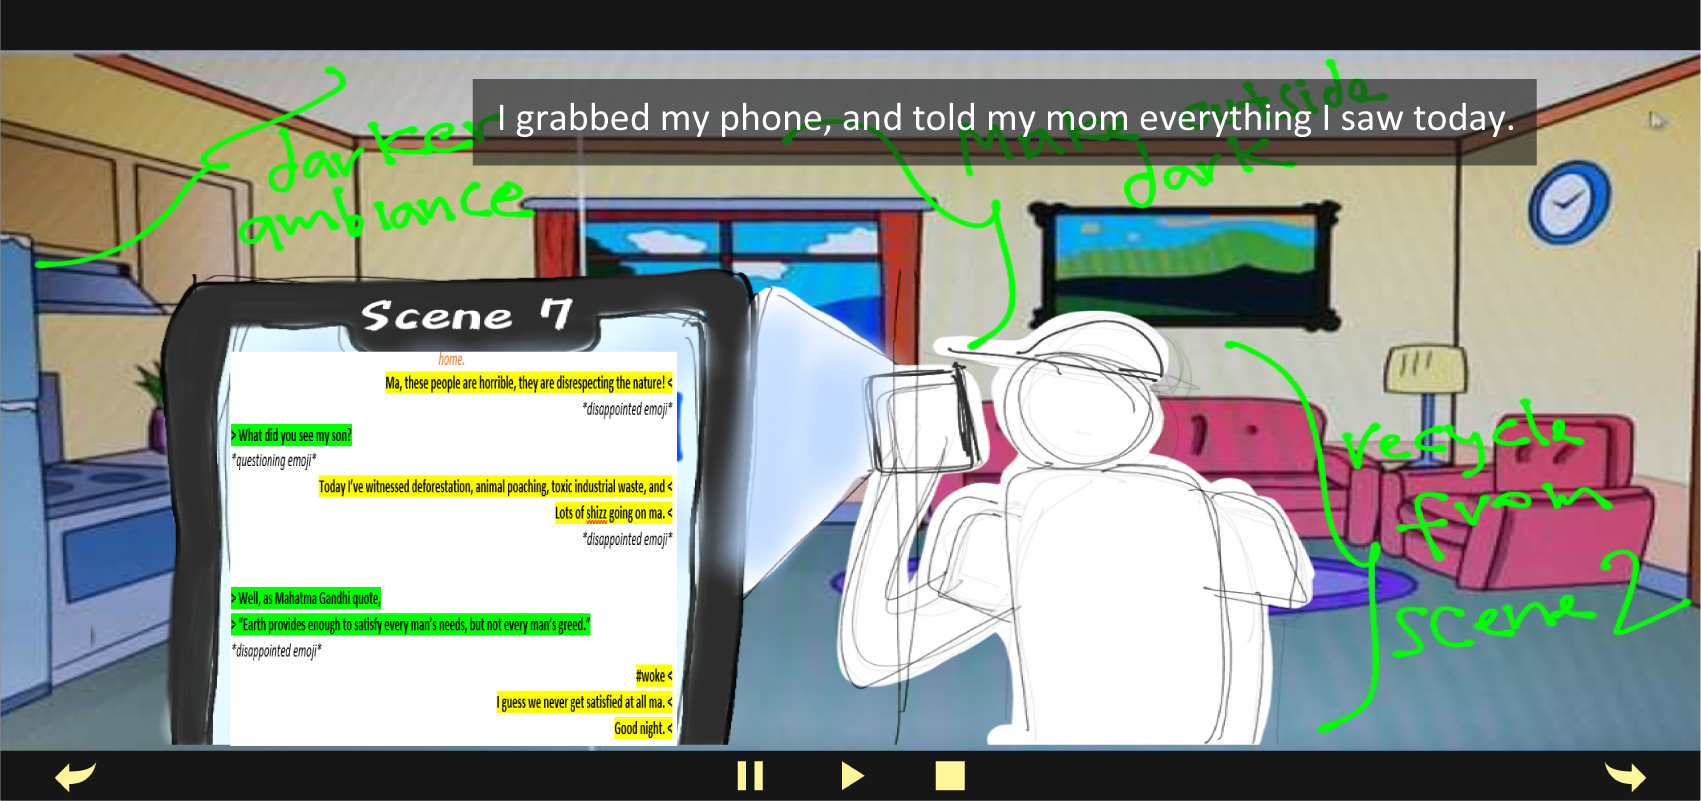 I grabbed my phone, and told my mom everything I saw today.
darker
ambiance
Make outside
dark
Scene 7
home.
Ma, these people are horrible, they are disrespecting the nature! <
*disappointed emoji*
> What did you see my son?
*questioning emoji*
Today I've witnessed deforestation, animal poaching, toxic industrial waste, and <
Lots of shizz going on ma. <
*disappointed emoji*
> Well, as Mahatma Gandhi quote,
> "Earth provides enough to satisfy every man's needs, but not every man's greed."
*disappointed emoji*
#woke <
I guess we never get satisfied at all ma. <
Good night. <
recycle
from
scene 2